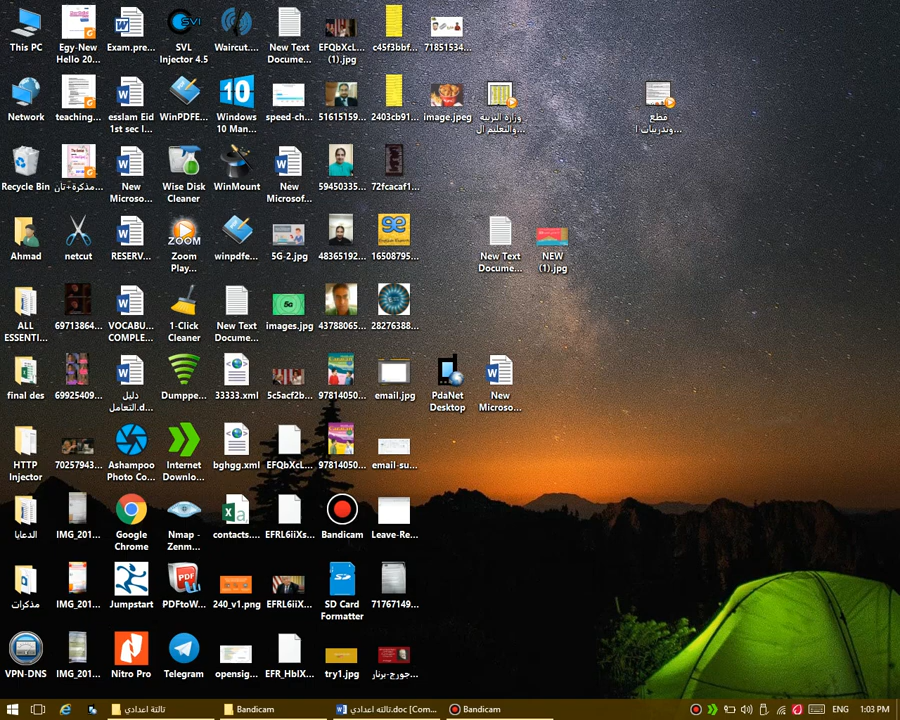 This PC
Egy-New
Hello 20...
Exam.pre...
SVL
Injector 4.5
Waircut....
New Text
Docume...
EFQbXcL...
(1).jpg
c45f3bbf...
71851534...
Network
teaching...
esslam Eid
1st sec l...
WinPDFE...
Windows
10 Man...
speed-ch...
51615159...
2403cb91...
image.jpeg
وزارة التربية
والتعليم ال...
قطع
وتدريبات ا...
Recycle Bin
مذكرة+تان...
New
Microso...
Wise Disk
Cleaner
WinMount
New
Microsof...
59450335...
72fcacaf1...
Ahmad
netcut
RESERV...
Zoom
Play...
winpdfe...
5G-2.jpg
48365192...
16508795...
New Text
Docume...
NEW
(1).jpg
ALL
ESSENTI...
69713864...
VOCABU...
COMPLE...
1-Click
Cleaner
New Text
Docume...
images.jpg
43788065...
28276388...
final des
69925409...
دليل
التعامل.d...
Dumppe...
33333.xml
5c5acf2b...
97814050...
email.jpg
PdaNet
Desktop
New
Microso...
HTTP
Injector
70257943...
Ashampoo
Photo Co...
Internet
Downlo...
bghgg.xml
EFQbXcL...
97814050...
email-su...
الدعايا
IMG_201...
Google
Chrome
Nmap -
Zenm...
contacts....
EFRL6iiXs...
Bandicam
Leave-Re...
مذكرات
IMG_201...
Jumpstart
PDFtoW...
240_v1.png
EFRL6iiX...
SD Card
Formatter
71767149...
VPN-DNS
IMG_201...
Nitro Pro
Telegram
opensig...
EFR_HbIX...
try1.jpg
جورج-برنار...
ثالثة اعدادي
Bandicam
ثالثه اعدادي.doc [Com...
Bandicam
ENG
1:03 PM